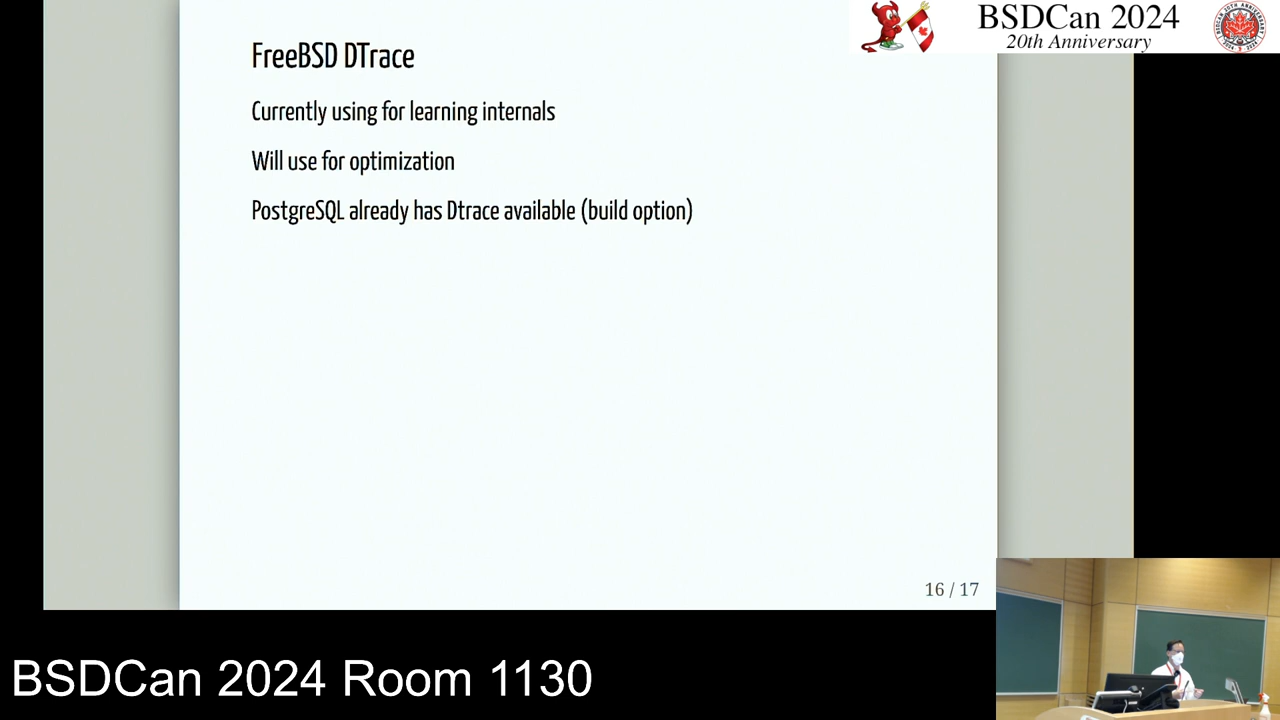 BSDCan 2024
20th Anniversary
FreeBSD DTrace
Currently using for learning internals
Will use for optimization
PostgreSQL already has Dtrace available (build option)
16 / 17
BSDCan 2024 Room 1130